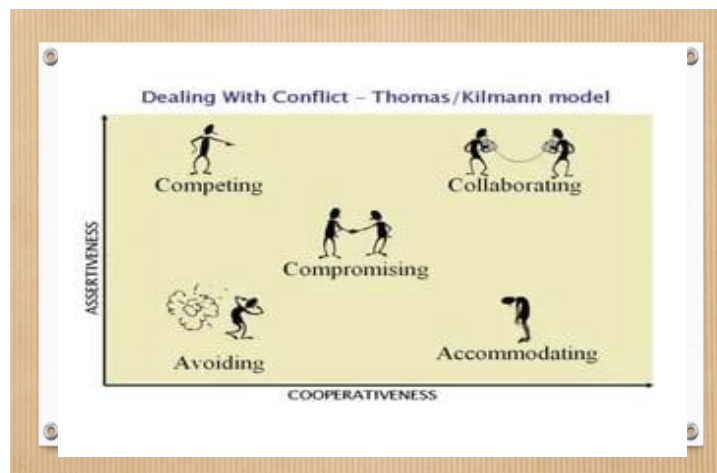 Dealing With Conflict – Thomas/Kilmann model
Competing
Collaborating
Compromising
Avoiding
Accommodating
ASSERTIVENESS
COOPERATIVENESS